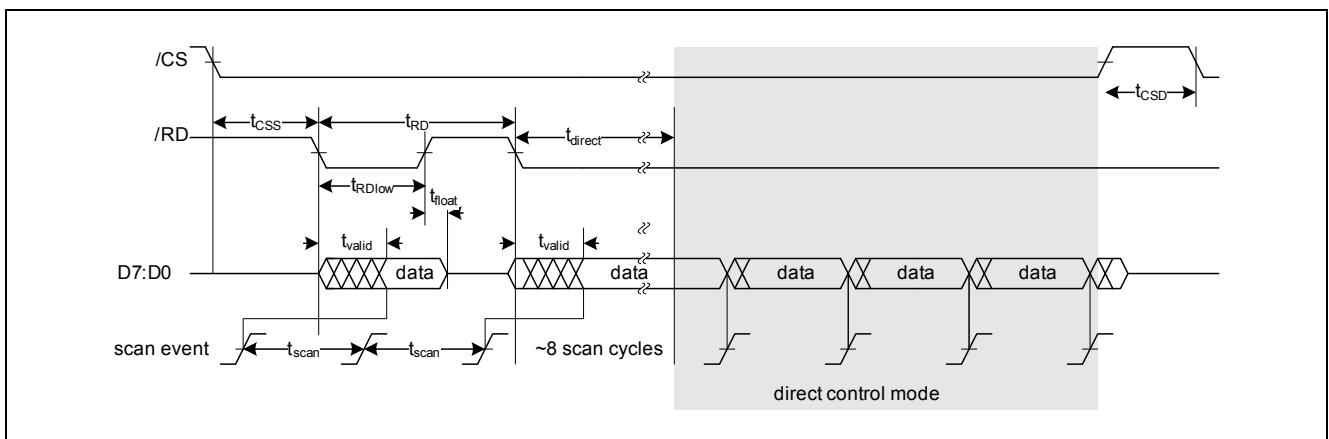 /CS
tCSD
tCSS
tRD
/RD
tdirect
tRDlow
tfloat
tvalid
tvalid
D7:D0
data
data
data
data
data
scan event
tscan
tscan
~8 scan cycles
direct control mode